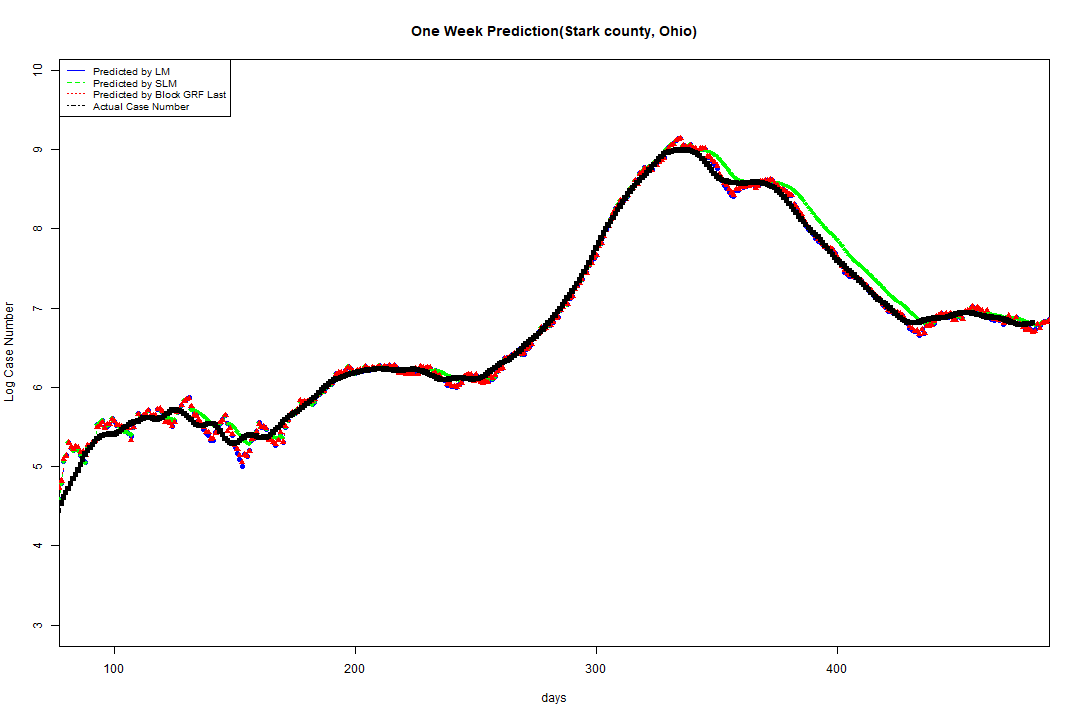 One Week Prediction(Stark county, Ohio)
Predicted by LM
Predicted by SLM
Predicted by Block GRF Last
Actual Case Number
10
9
8
7
6
5
4
3
Log Case Number
100
200
300
400
days